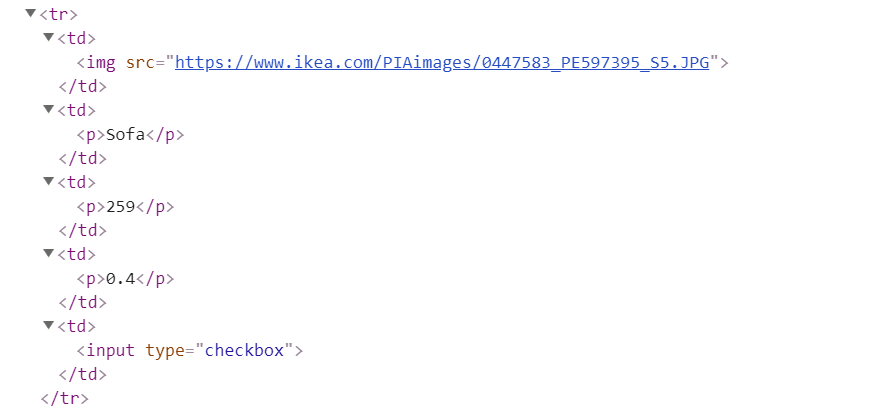 ▼<tr>
▼<td>
<img src="https://www.ikea.com/PIAimages/0447583_PE597395_S5.JPG">
</td>
▼<td>
<p>Sofa</p>
</td>
▼<td>
<p>259</p>
</td>
▼<td>
<p>0.4</p>
</td>
▼<td>
<input type="checkbox">
</td>
</tr>